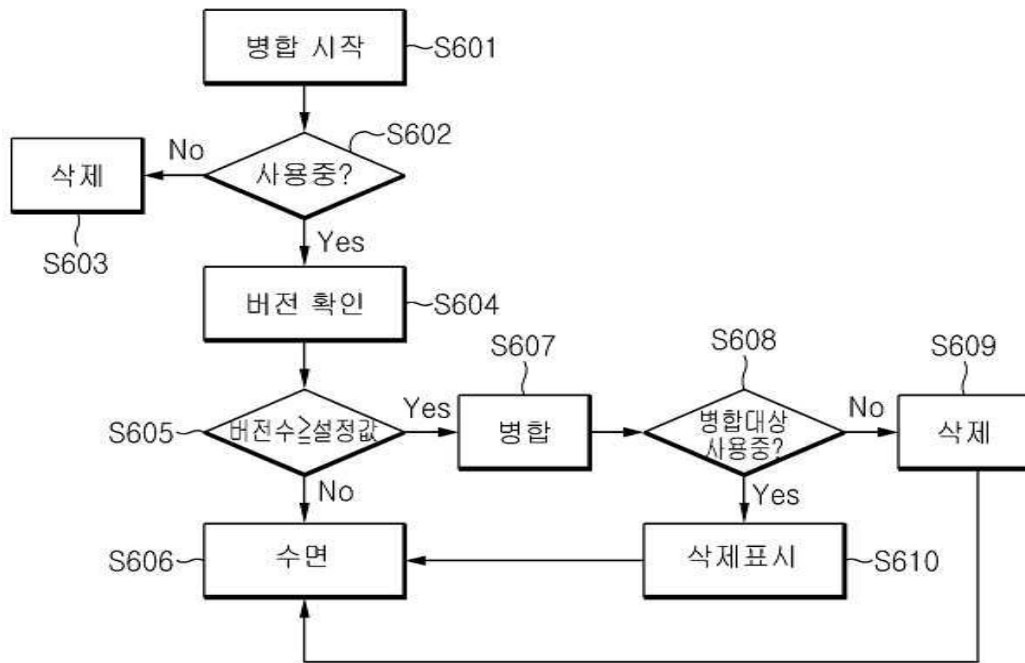 병합 시작
S601
S602
No
사용중?
삭제
S603
Yes
버전 확인
S604
S607
S608
S609
S605
버전수≧설정값
Yes
병합
병합대상
사용중?
No
삭제
No
Yes
S606
수면
삭제표시
S610